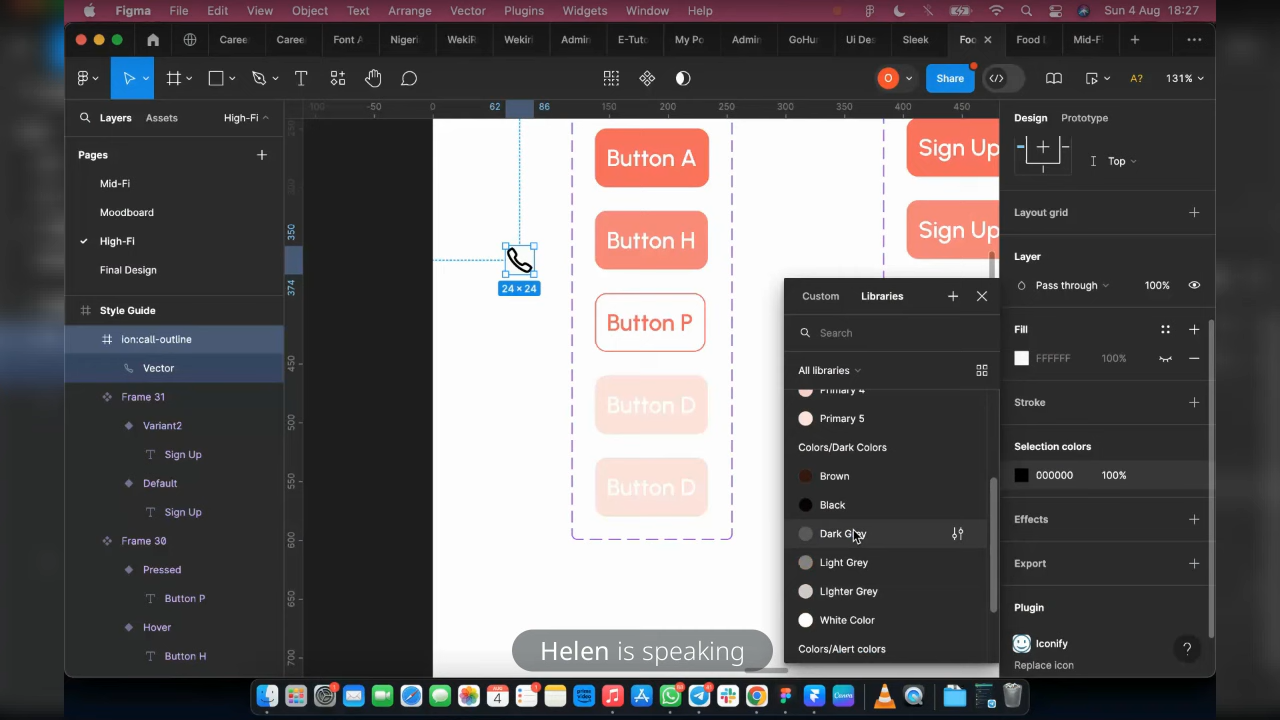 Figma File Edit View Object Text Arrange Vector Plugins Widgets Window Help Sun 4 Aug 18:27
Caree Caree Font A Nigeri WekiR Wekin Admin E-Tuto My Po Admin GoHur Ui Des Sleek Foo Food L Mid-Fi
O Share A? 131%
Layers Assets High-Fi
Pages
Mid-Fi
Moodboard
High-Fi
Final Design
Style Guide
ion:call-outline
Vector
Frame 31
Variant2
Sign Up
Default
Sign Up
Frame 30
Pressed
Button P
Hover
Button H
-100 -50 0 62 86 150 200 250 300 350 400 450
350
374
450
500
550
600
650
700
24 × 24
Button A
Button H
Button P
Button D
Button D
Sign Up
Sign Up
Custom Libraries
Search
All libraries
Primary 4
Primary 5
Colors/Dark Colors
Brown
Black
Dark Grey
Light Grey
LIghter Grey
White Color
Colors/Alert colors
Design Prototype
Top
Layout grid
Layer
Pass through 100%
Fill
FFFFFF 100%
Stroke
Selection colors
000000 100%
Effects
Export
Plugin
Iconify
Replace icon
?
Helen is speaking